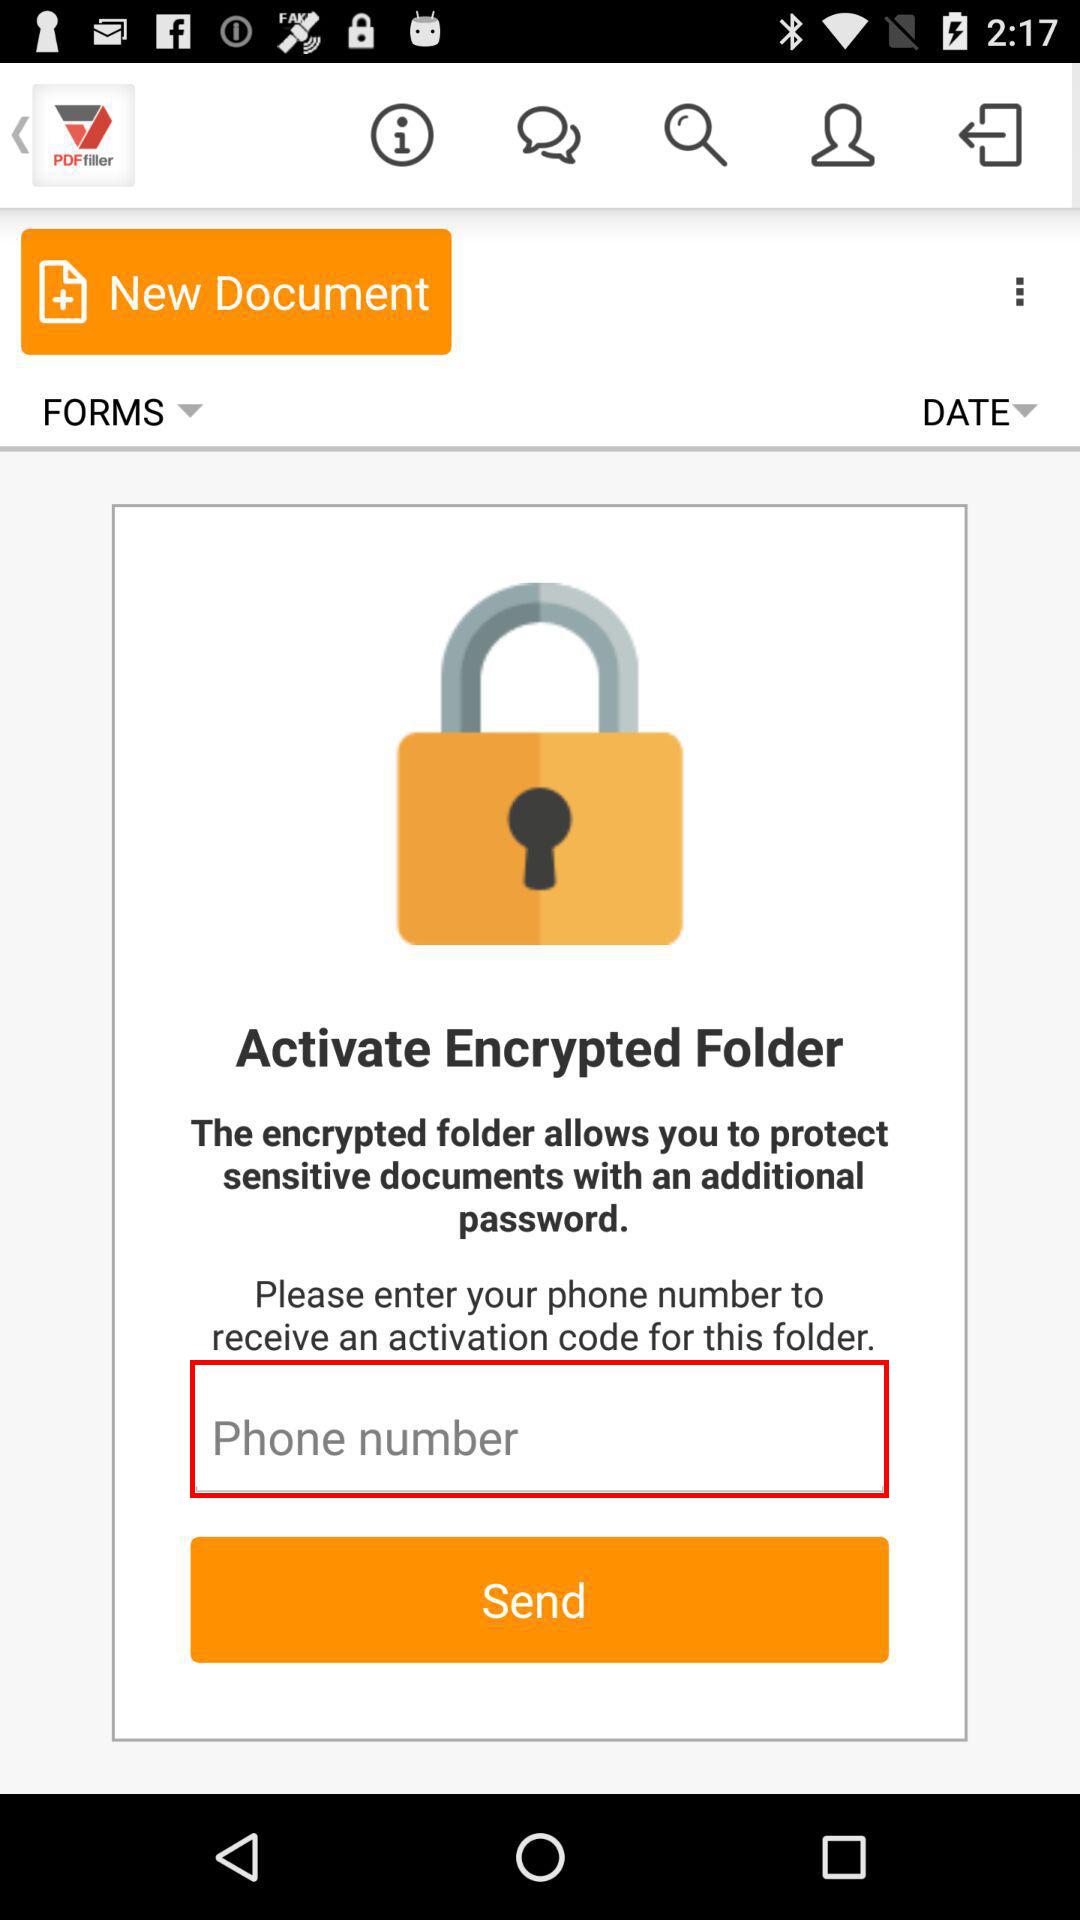 FAKE
2:17
PDFfiller
New Document
FORMS
DATE
Activate Encrypted Folder
The encrypted folder allows you to protect
sensitive documents with an additional
password.
Please enter your phone number to
receive an activation code for this folder.
Phone number
Send